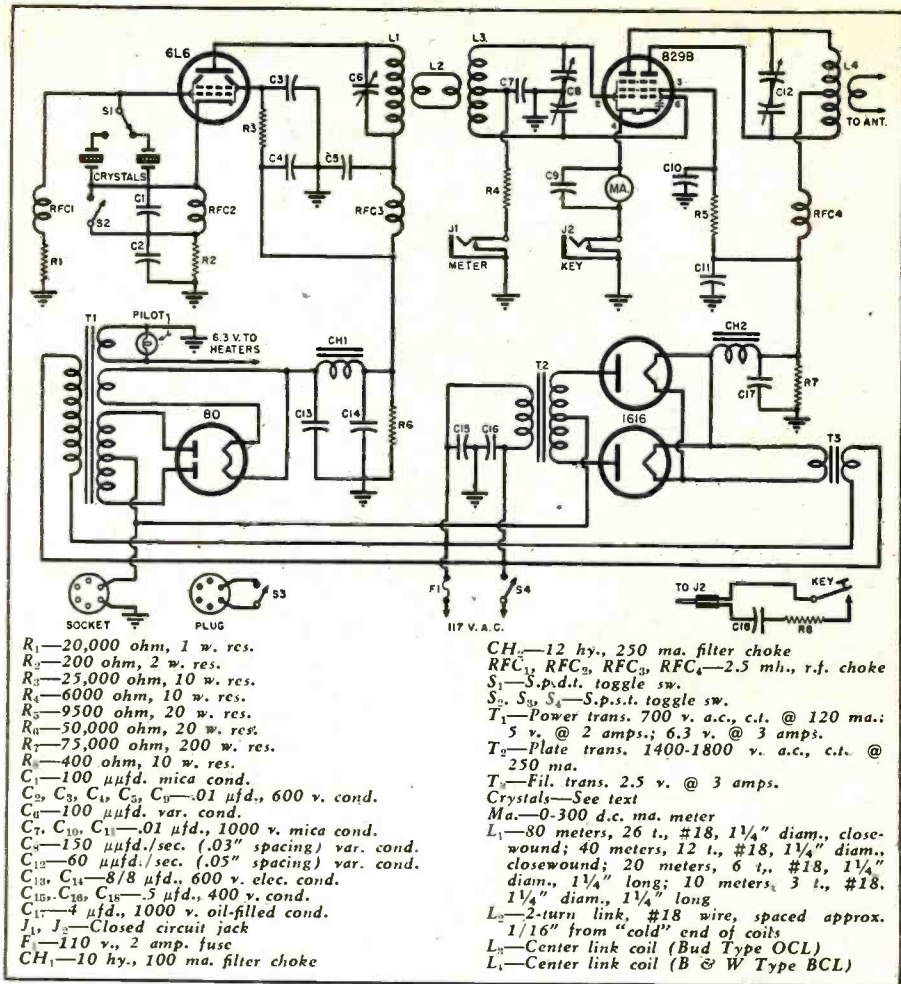 6L6
L1
L2
L3
829B
L4
C3
C6
C7
C8
C12
2
3
6
4
S1
R3
C4
C5
TO ANT.
CRYSTALS
C1
S2
RFC1
RFC2
RFC3
R4
C9
MA.
C10
R5
RFC4
C2
R1
R2
J1
METER
J2
KEY
C11
T1
PILOT
6.3 V. TO
HEATERS
CH1
CH2
C13
C14
80
R6
T2
C15
C16
1616
C17
R7
T3
SOCKET
PLUG
S3
F1
S4
117 V. A.C.
TO J2
KEY
C18
R8
R1—20,000 ohm, 1 w. res.
R2—200 ohm, 2 w. res.
R3—25,000 ohm, 10 w. res.
R4—6000 ohm, 10 w. res.
R5—9500 ohm, 20 w. res.
R6—50,000 ohm, 20 w. res.
R7—75,000 ohm, 200 w. res.
R8—400 ohm, 10 w. res.
C1—100 μμfd. mica cond.
C2, C3, C4, C5, C9—.01 μfd., 600 v. cond.
C6—100 μμfd. var. cond.
C7, C10, C11—.01 μfd., 1000 v. mica cond.
C8—150 μμfd./sec. (.03" spacing) var. cond.
C12—60 μμfd./sec. (.05" spacing) var. cond.
C13, C14—8/8 μfd., 600 v. elec. cond.
C15, C16, C18—.5 μfd., 400 v. cond.
C17—4 μfd., 1000 v. oil-filled cond.
J1, J2—Closed circuit jack
F1—110 v., 2 amp. fuse
CH1—10 hy., 100 ma. filter choke
CH2—12 hy., 250 ma. filter choke
RFC1, RFC2, RFC3, RFC4—2.5 mh., r.f. choke
S1—S.p.d.t. toggle sw.
S2, S3, S4—S.p.s.t. toggle sw.
T1—Power trans. 700 v. a.c., c.t. @ 120 ma.;
5 v. @ 2 amps.; 6.3 v. @ 3 amps.
T2—Plate trans. 1400-1800 v. a.c., c.t. @
250 ma.
T3—Fil. trans. 2.5 v. @ 3 amps.
Crystals—See text
Ma.—0-300 d.c. ma. meter
L1—80 meters, 26 t., #18, 1¼" diam., close-
wound; 40 meters, 12 t., #18, 1¼" diam.,
closewound; 20 meters, 6 t., #18, 1¼"
diam., 1¼" long; 10 meters, 3 t., #18,
1¼" diam., 1¼" long
L2—2-turn link, #18 wire, spaced approx.
1/16" from "cold" end of coils
L3—Center link coil (Bud Type OCL)
L4—Center link coil (B & W Type BCL)